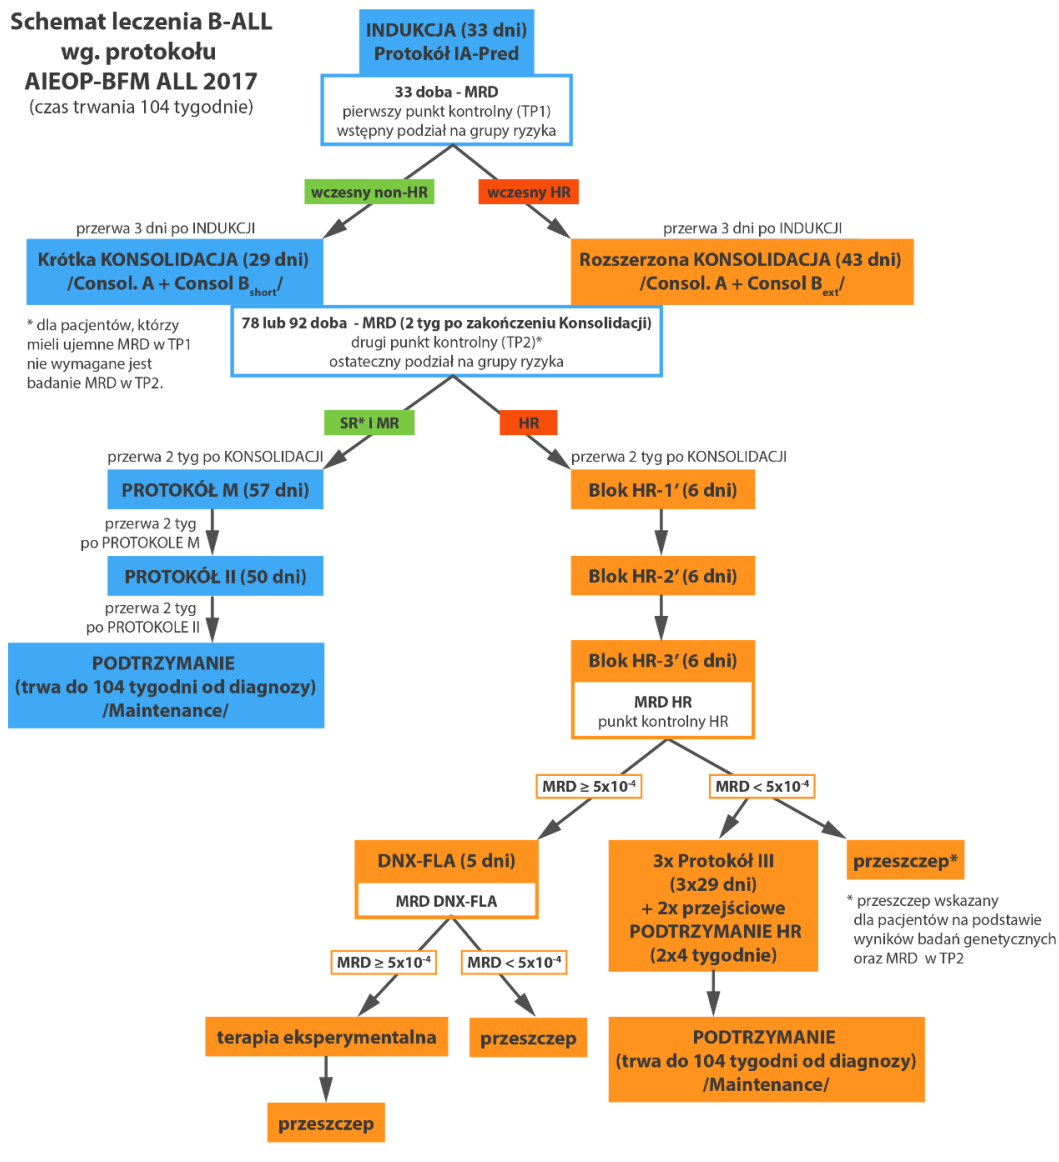 Schemat leczenia B-ALL
wg. protokołu
AIEOP-BFM ALL 2017
(czas trwania 104 tygodnie)
INDUKCJA (33 dni)
Protokół IA-Pred
33 doba - MRD
pierwszy punkt kontrolny (TP1)
wstępny podział na grupy ryzyka
wczesny non-HR
wczesny HR
przerwa 3 dni po INDUKCJI
Krótka KONSOLIDACJA (29 dni)
/Consol. A + Consol Bshort/
przerwa 3 dni po INDUKCJI
Rozszerzona KONSOLIDACJA (43 dni)
/Consol. A + Consol Bext/
* dla pacjentów, którzy
mieli ujemne MRD w TP1
nie wymagane jest
badanie MRD w TP2.
78 lub 92 doba - MRD (2 tyg po zakończeniu Konsolidacji)
drugi punkt kontrolny (TP2)*
ostateczny podział na grupy ryzyka
SR* i MR
HR
przerwa 2 tyg po KONSOLIDACJI
PROTOKÓŁ M (57 dni)
przerwa 2 tyg
po PROTOKOLE M
PROTOKÓŁ II (50 dni)
przerwa 2 tyg
po PROTOKOLE II
PODTRZYMANIE
(trwa do 104 tygodni od diagnozy)
/Maintenance/
przerwa 2 tyg po KONSOLIDACJI
Blok HR-1’ (6 dni)
Blok HR-2’ (6 dni)
Blok HR-3’ (6 dni)
MRD HR
punkt kontrolny HR
MRD ≥ 5x10-4
MRD < 5x10-4
DNX-FLA (5 dni)
MRD DNX-FLA
3x Protokół III
(3x29 dni)
+ 2x przejściowe
PODTRZYMANIE HR
(2x4 tygodnie)
przeszczep*
* przeszczep wskazany
dla pacjentów na podstawie
wyników badań genetycznych
oraz MRD w TP2
MRD ≥ 5x10-4
MRD < 5x10-4
terapia eksperymentalna
przeszczep
PODTRZYMANIE
(trwa do 104 tygodni od diagnozy)
/Maintenance/
przeszczep